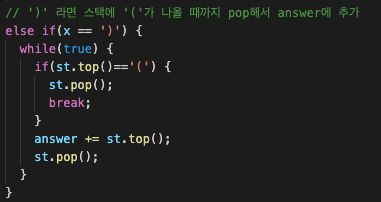 // ')' 라면 스택에 '('가 나올 때까지 pop해서 answer에 추가
else if(x == ')') {
while(true) {
if(st.top()=='(') {
st.pop();
break;
}
answer += st.top();
st.pop();
}
}